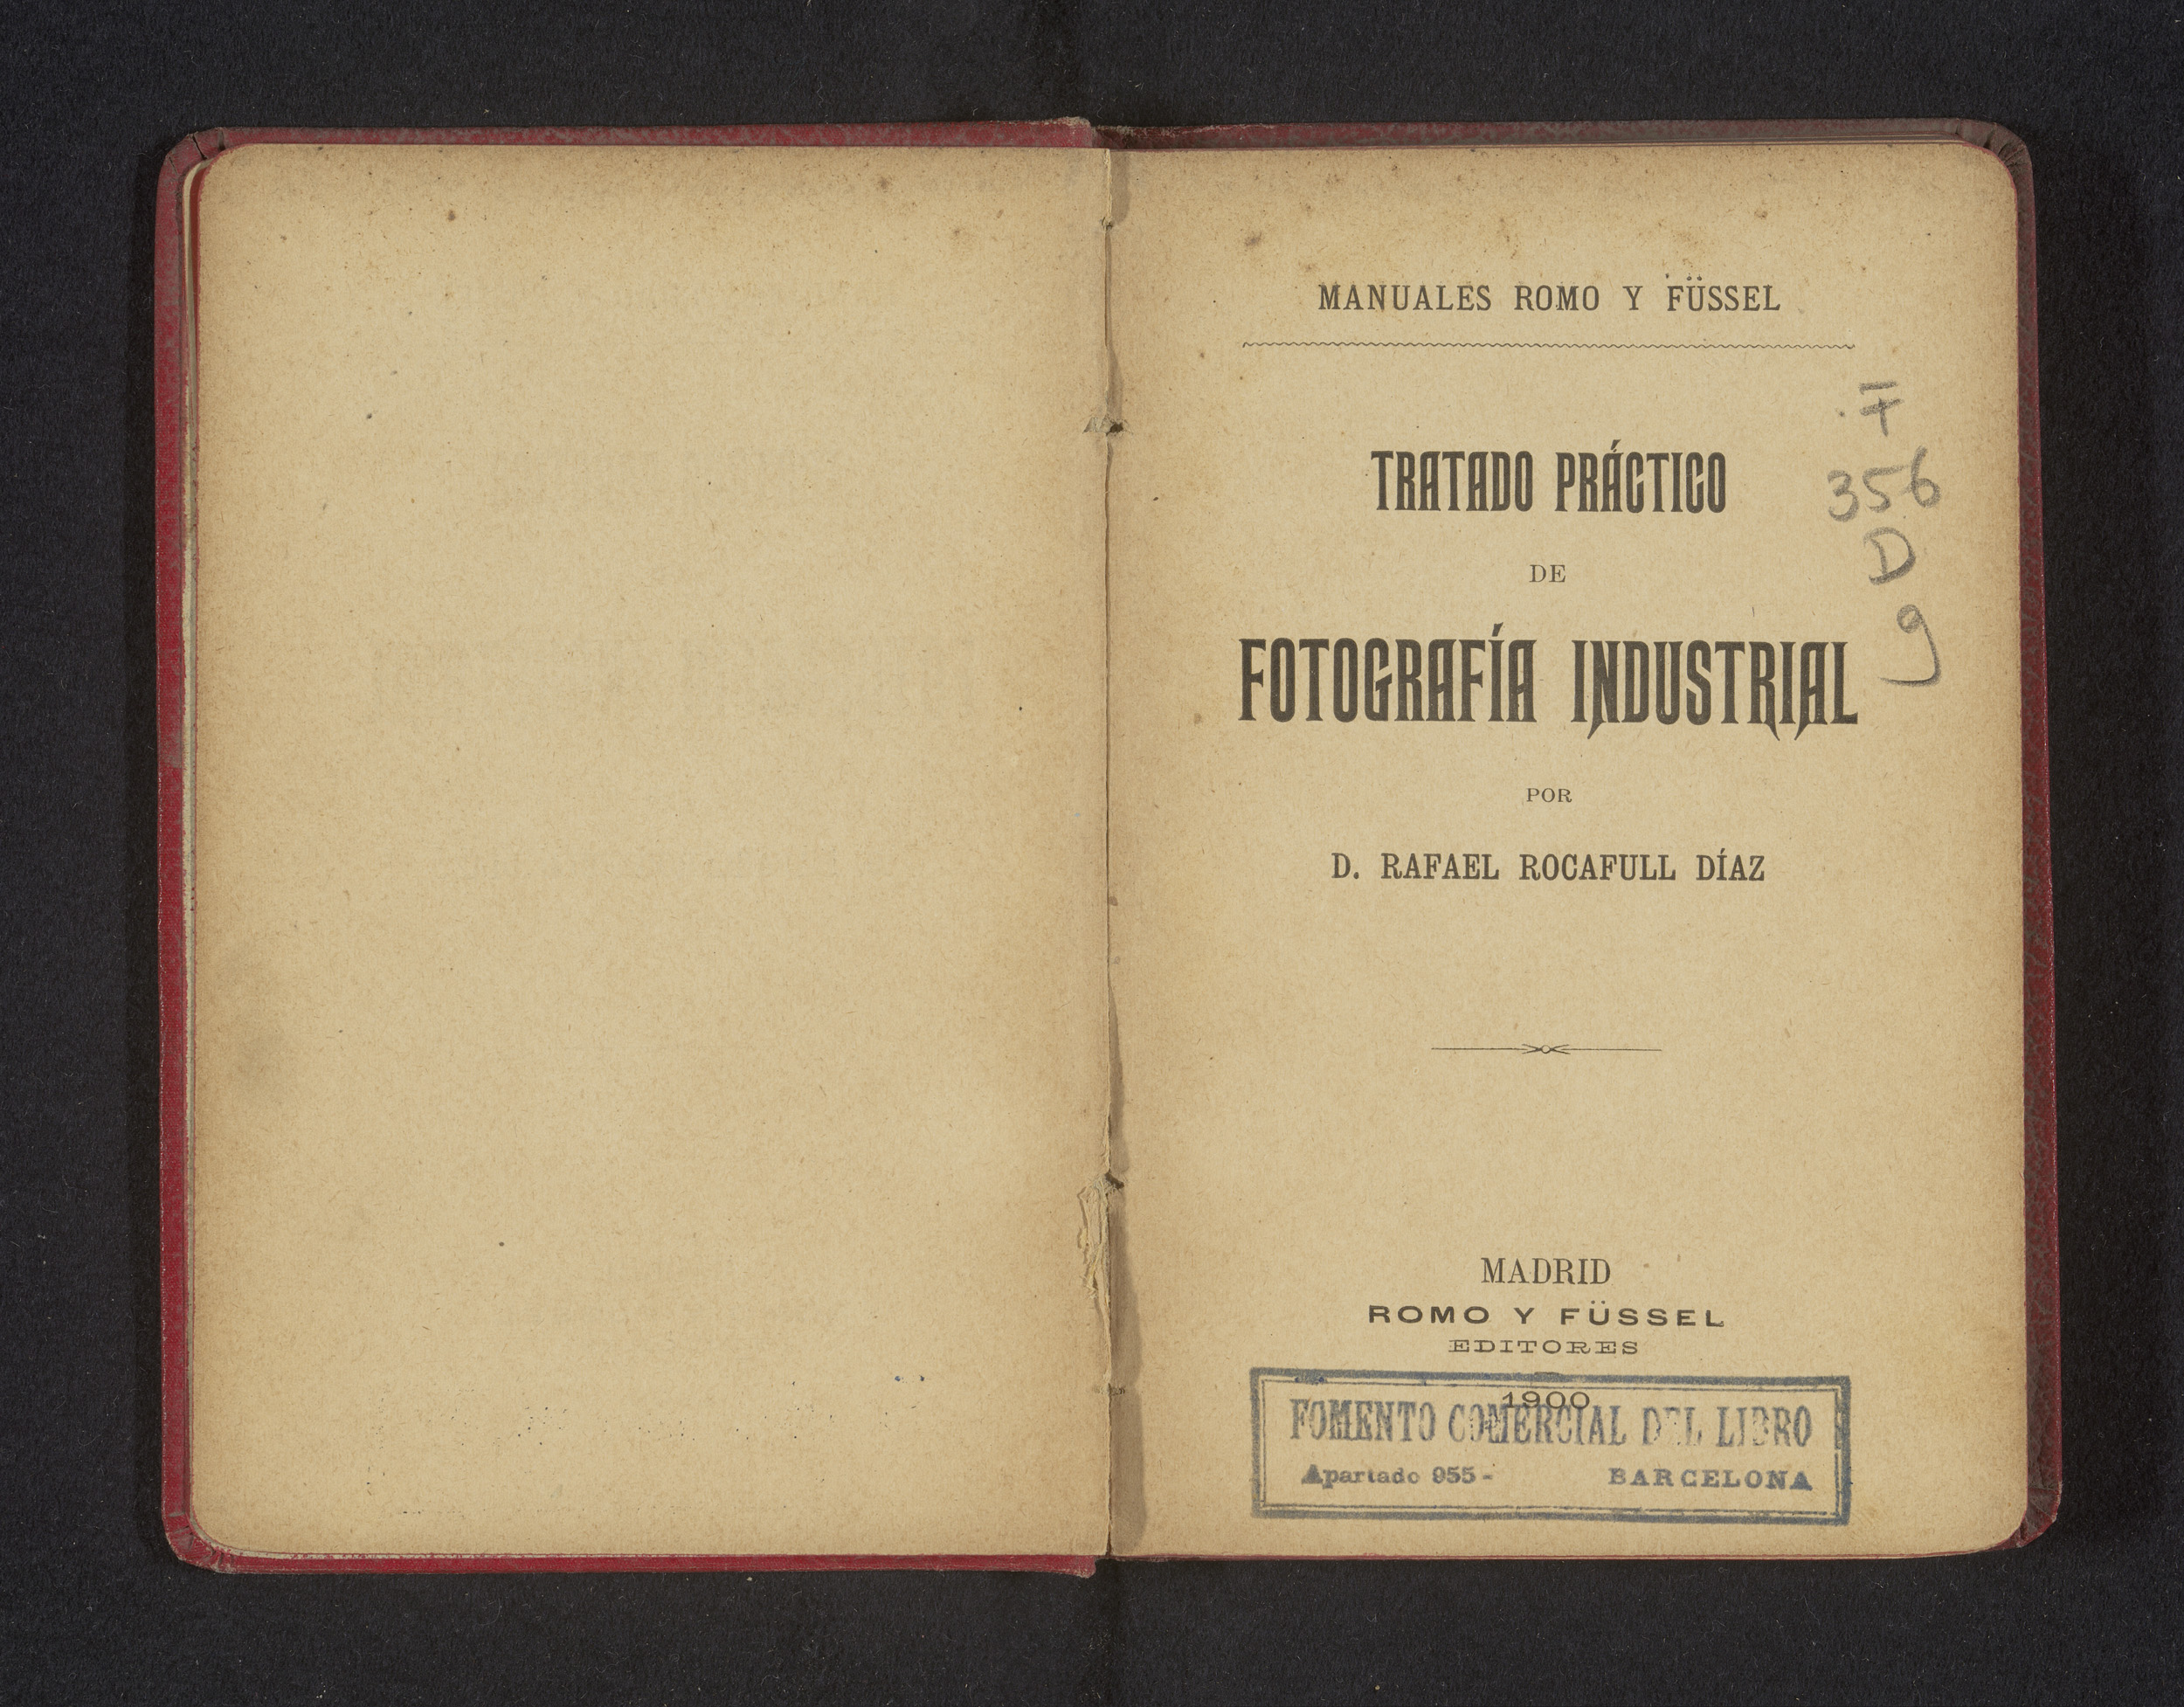 MANUALES ROMO Y FÜSSEL
TRATADO PRÁCTICO
DE
FOTOGRAFÍA INDUSTRIAL
POR
D. RAFAEL ROCAFULL DÍAZ
F
356
D
9
MADRID
ROMO Y FÜSSEL
EDITORES
1900
FOMENTO COMERCIAL DEL LIBRO
Apartado 955 - BARCELONA